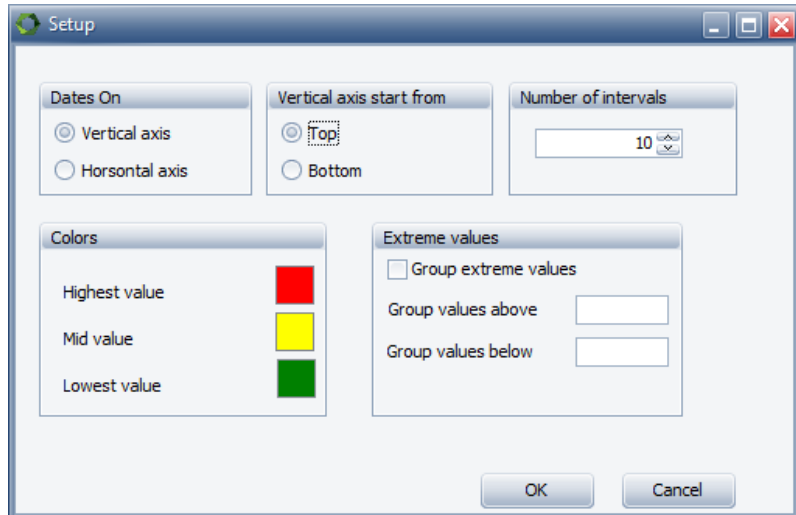 Setup
Dates On
Vertical axis
Horsontal axis
Vertical axis start from
Top
Bottom
Number of intervals
10
Colors
Highest value
Mid value
Lowest value
Extreme values
Group extreme values
Group values above
Group values below
OK
Cancel